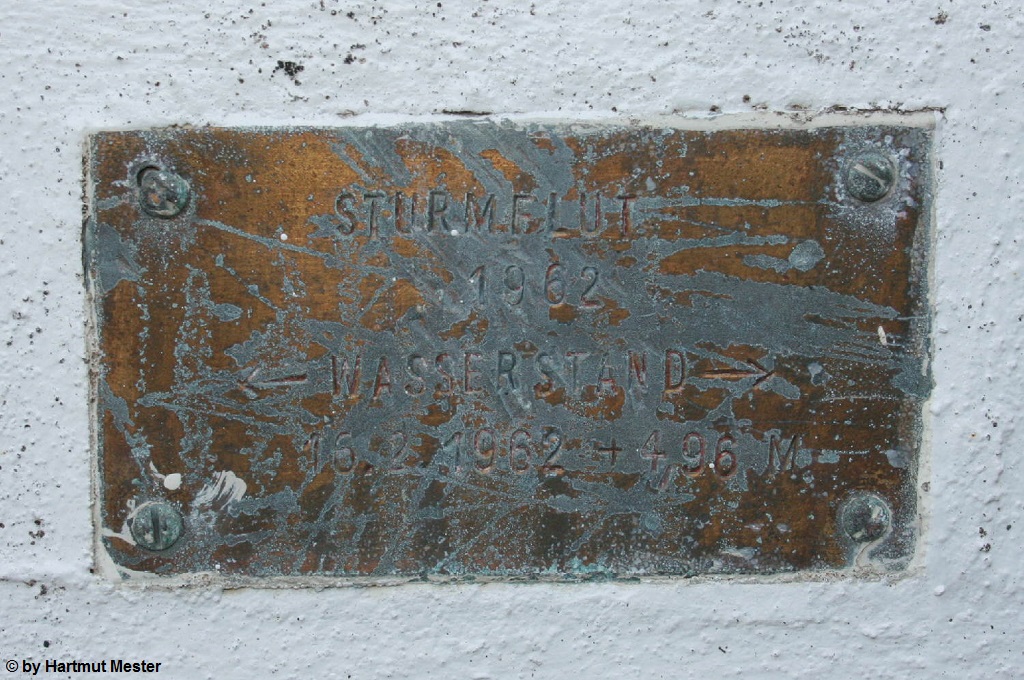 STURMFLUT
1962
← WASSERSTAND →
16.2.1962 + 4,96 M
© by Hartmut Mester